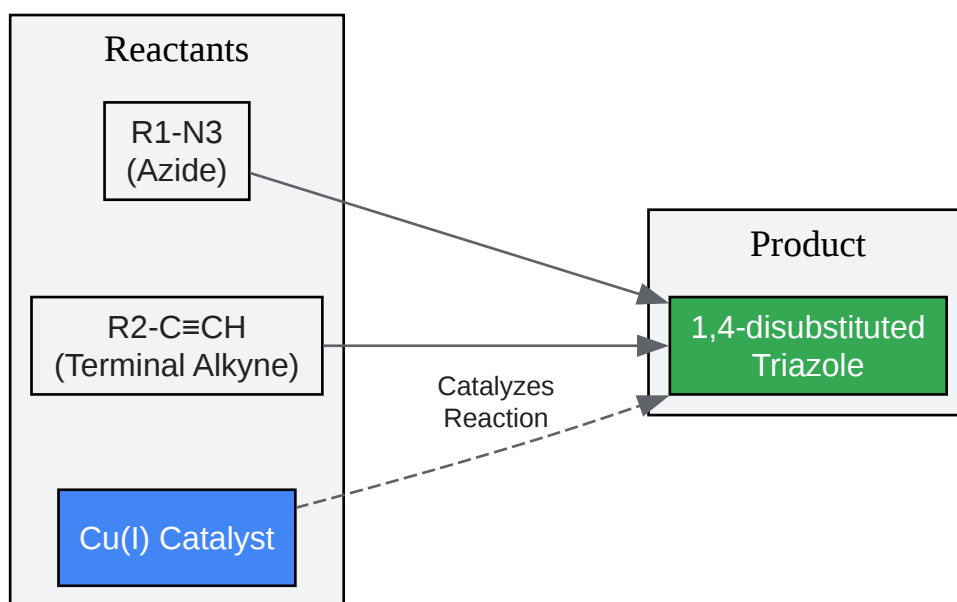 Reactants
R1-N3
(Azide)
R2-C≡CH
(Terminal Alkyne)
Cu(I) Catalyst
Catalyzes
Reaction
Product
1,4-disubstituted
Triazole